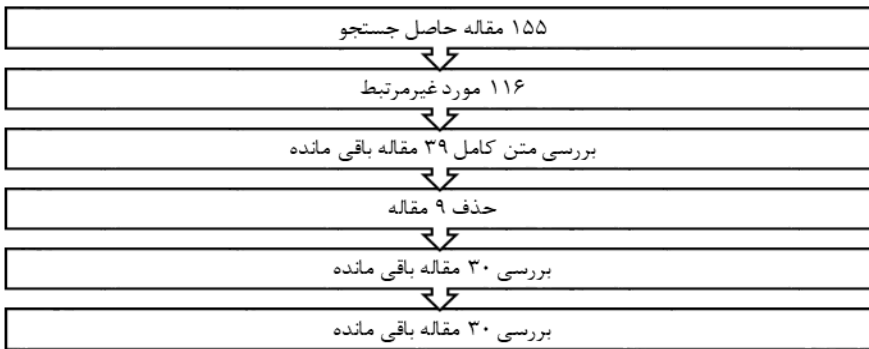 ۱۵۵ مقاله حاصل جستجو
۱۱۶ مورد غیرمرتبط
بررسی متن کامل ۳۹ مقاله باقی مانده
حذف ۹ مقاله
بررسی ۳۰ مقاله باقی مانده
بررسی ۳۰ مقاله باقی مانده